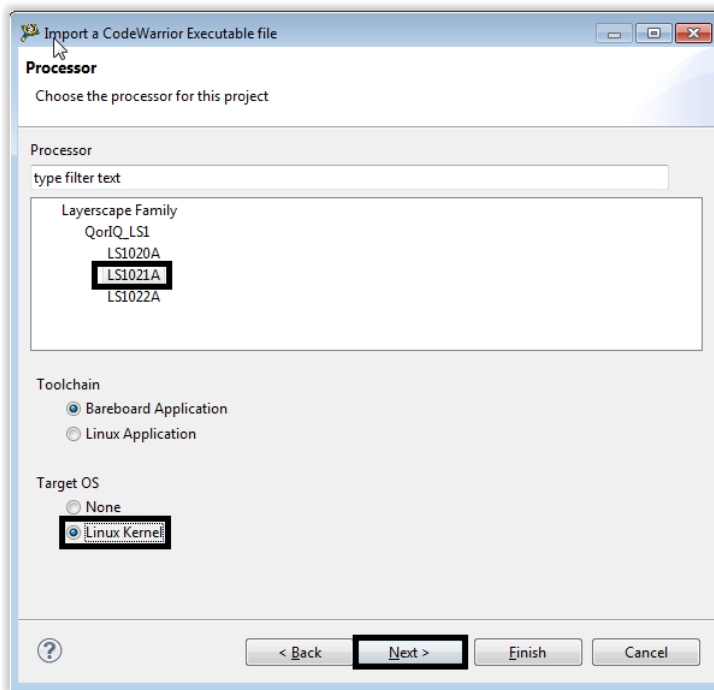 Import a CodeWarrior Executable file
Processor
Choose the processor for this project
Processor
type filter text
Layerscape Family
QorIQ_LS1
LS1020A
LS1021A
LS1022A
Toolchain
Bareboard Application
Linux Application
Target OS
None
Linux Kernel
? < Back Next > Finish Cancel